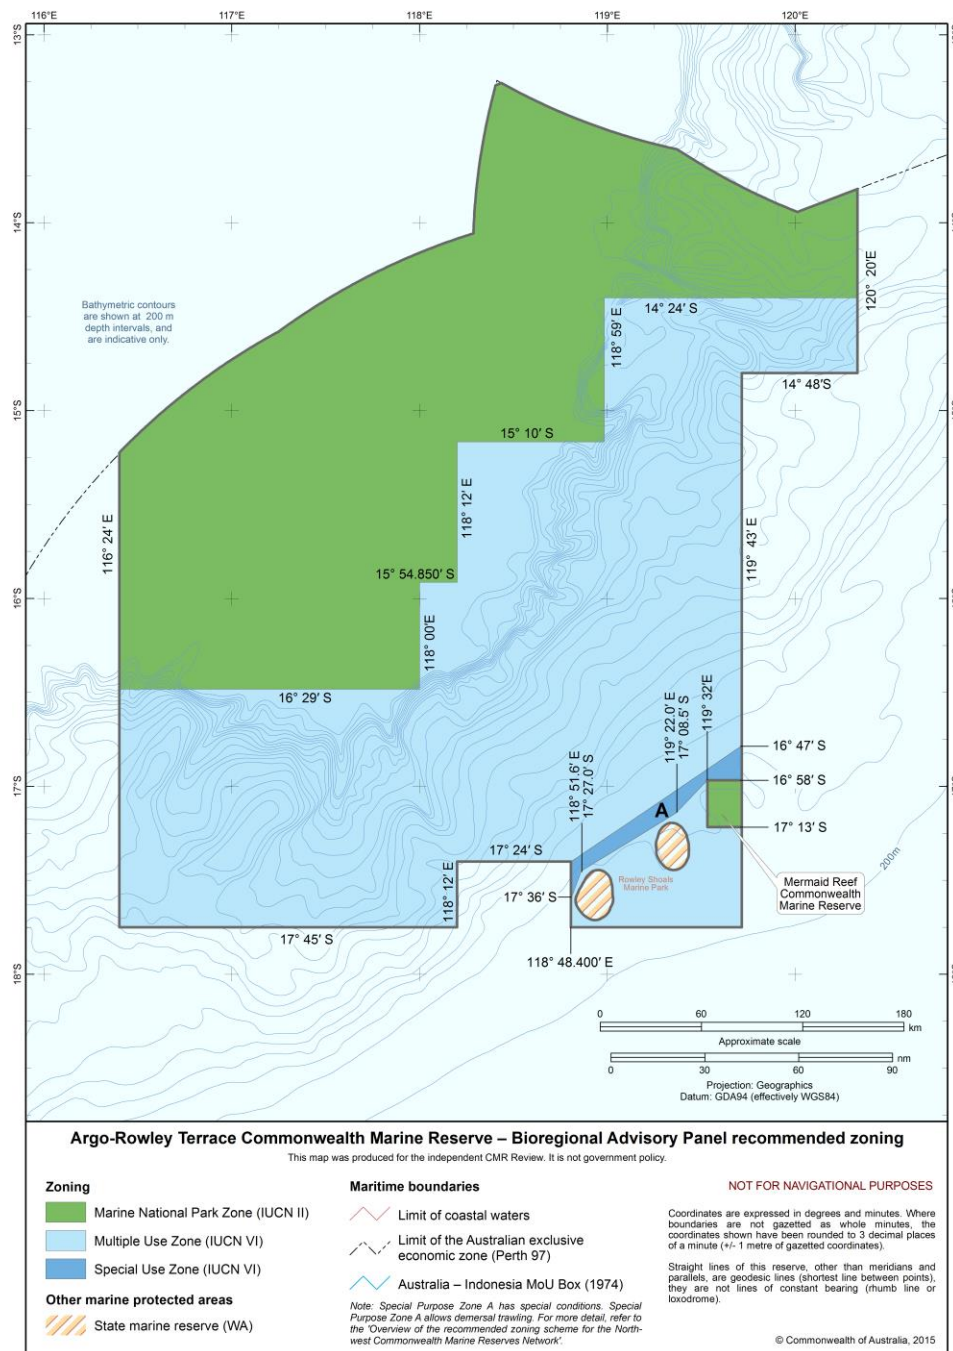 116°E 117°E 118°E 119°E 120°E
13°S
14°S
14°S
120° 20'E
Bathymetric contours
are shown at 200 m
depth intervals, and
are indicative only.
118° 59' E
14° 24' S
14° 48'S
15°S
15°S
15° 10' S
118° 12' E
116° 24' E
119° 43' E
15° 54.850' S
16°S
16°S
118° 00'E
16° 29' S
119° 22.0' E
17° 08.5' S
119° 32'E
16° 47' S
118° 51.6' E
17° 27.0' S
16° 58' S
17°S
17°S
A
17° 13' S
17° 24' S
200m
118° 12' E
Rowley Shoals
Marine Park
Mermaid Reef
Commonwealth
Marine Reserve
17° 36' S
17° 45' S
118° 48.400' E
18°S
18°S
0 60 120 180 km
Approximate scale
0 30 60 90 nm
Projection: Geographics
Datum: GDA94 (effectively WGS84)
Argo-Rowley Terrace Commonwealth Marine Reserve – Bioregional Advisory Panel recommended zoning
This map was produced for the independent CMR Review. It is not government policy.
Zoning
Marine National Park Zone (IUCN II)
Multiple Use Zone (IUCN VI)
Special Use Zone (IUCN VI)
Other marine protected areas
State marine reserve (WA)
Maritime boundaries
Limit of coastal waters
Limit of the Australian exclusive
economic zone (Perth 97)
Australia – Indonesia MoU Box (1974)
Note: Special Purpose Zone A has special conditions. Special
Purpose Zone A allows demersal trawling. For more detail, refer
to the 'Overview of the recommended zoning scheme for the North-
west Commonwealth Marine Reserves Network'.
NOT FOR NAVIGATIONAL PURPOSES
Coordinates are expressed in degrees and minutes. Where
boundaries are not gazetted as whole minutes, the
coordinates shown have been rounded to 3 decimal places
of a minute (+/- 1 metre of gazetted coordinates).
Straight lines of this reserve, other than meridians and
parallels, are geodesic lines (shortest line between points),
they are not lines of constant bearing (rhumb line or
loxodrome).
© Commonwealth of Australia, 2015